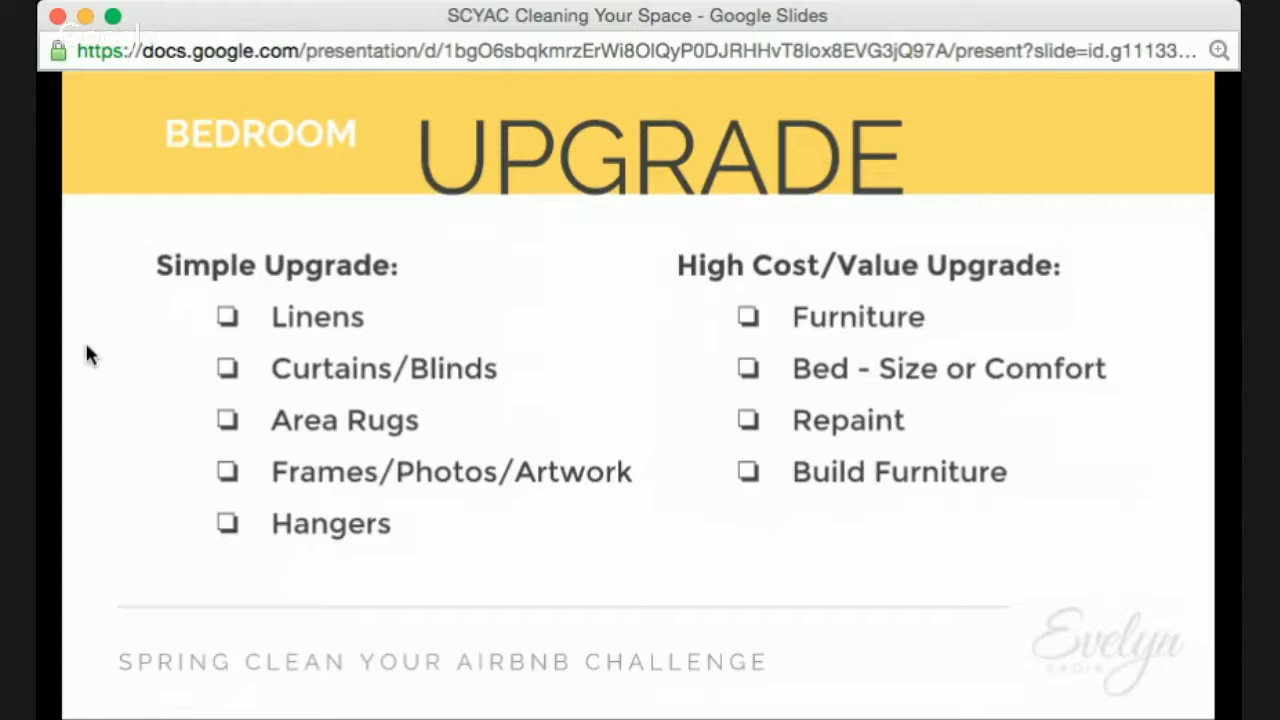 SCYAC Cleaning Your Space - Google Slides
https://docs.google.com/presentation/d/1bgO6sbqkmrzErWi8OlQyP0DJRHHvT8Iox8EVG3jQ97A/present?slide=id.g11133...
BEDROOM UPGRADE
Simple Upgrade:
❏ Linens
❏ Curtains/Blinds
❏ Area Rugs
❏ Frames/Photos/Artwork
❏ Hangers
High Cost/Value Upgrade:
❏ Furniture
❏ Bed - Size or Comfort
❏ Repaint
❏ Build Furniture
SPRING CLEAN YOUR AIRBNB CHALLENGE
Evelyn